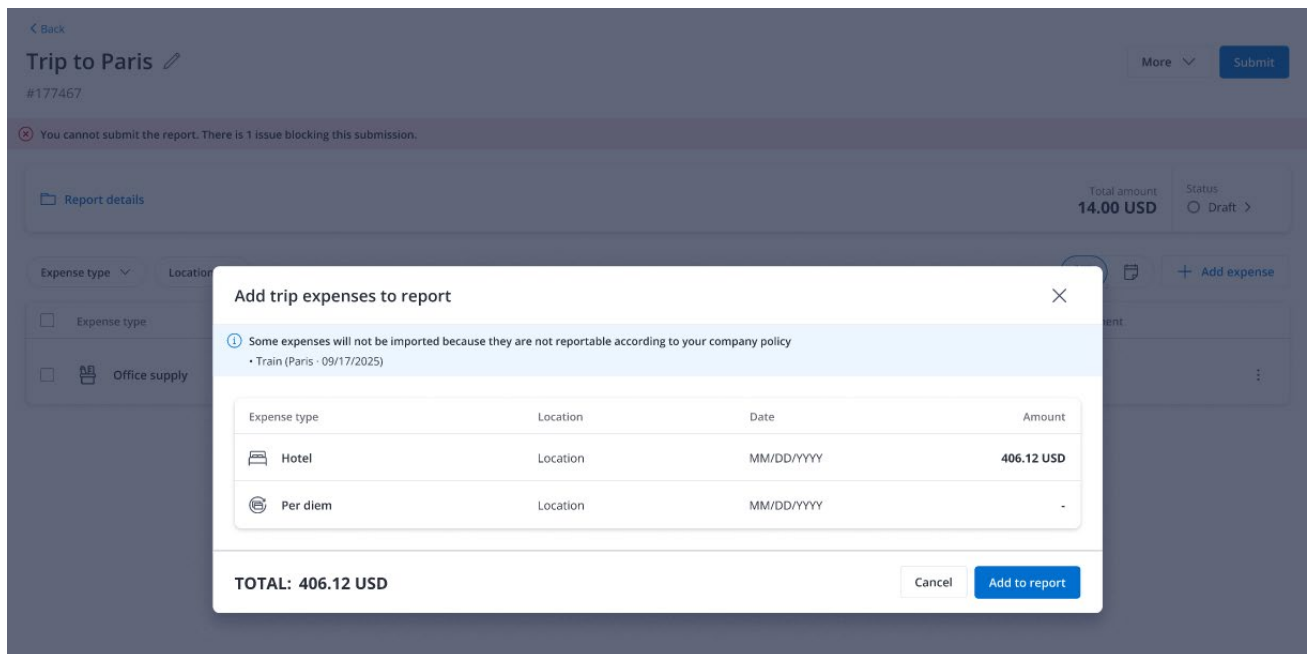 Back
Trip to Paris
More
Submit
#177467
You cannot submit the report. There is 1 issue blocking this submission.
Report details
Total amount
14.00 USD
Status
Draft
Expense type
Location
Add expense
Expense type
Office supply
Add trip expenses to report
Some expenses will not be imported because they are not reportable according to your company policy
• Train (Paris · 09/17/2025)
Expense type Location Date Amount
Hotel Location MM/DD/YYYY 406.12 USD
Per diem Location MM/DD/YYYY -
TOTAL: 406.12 USD
Cancel
Add to report